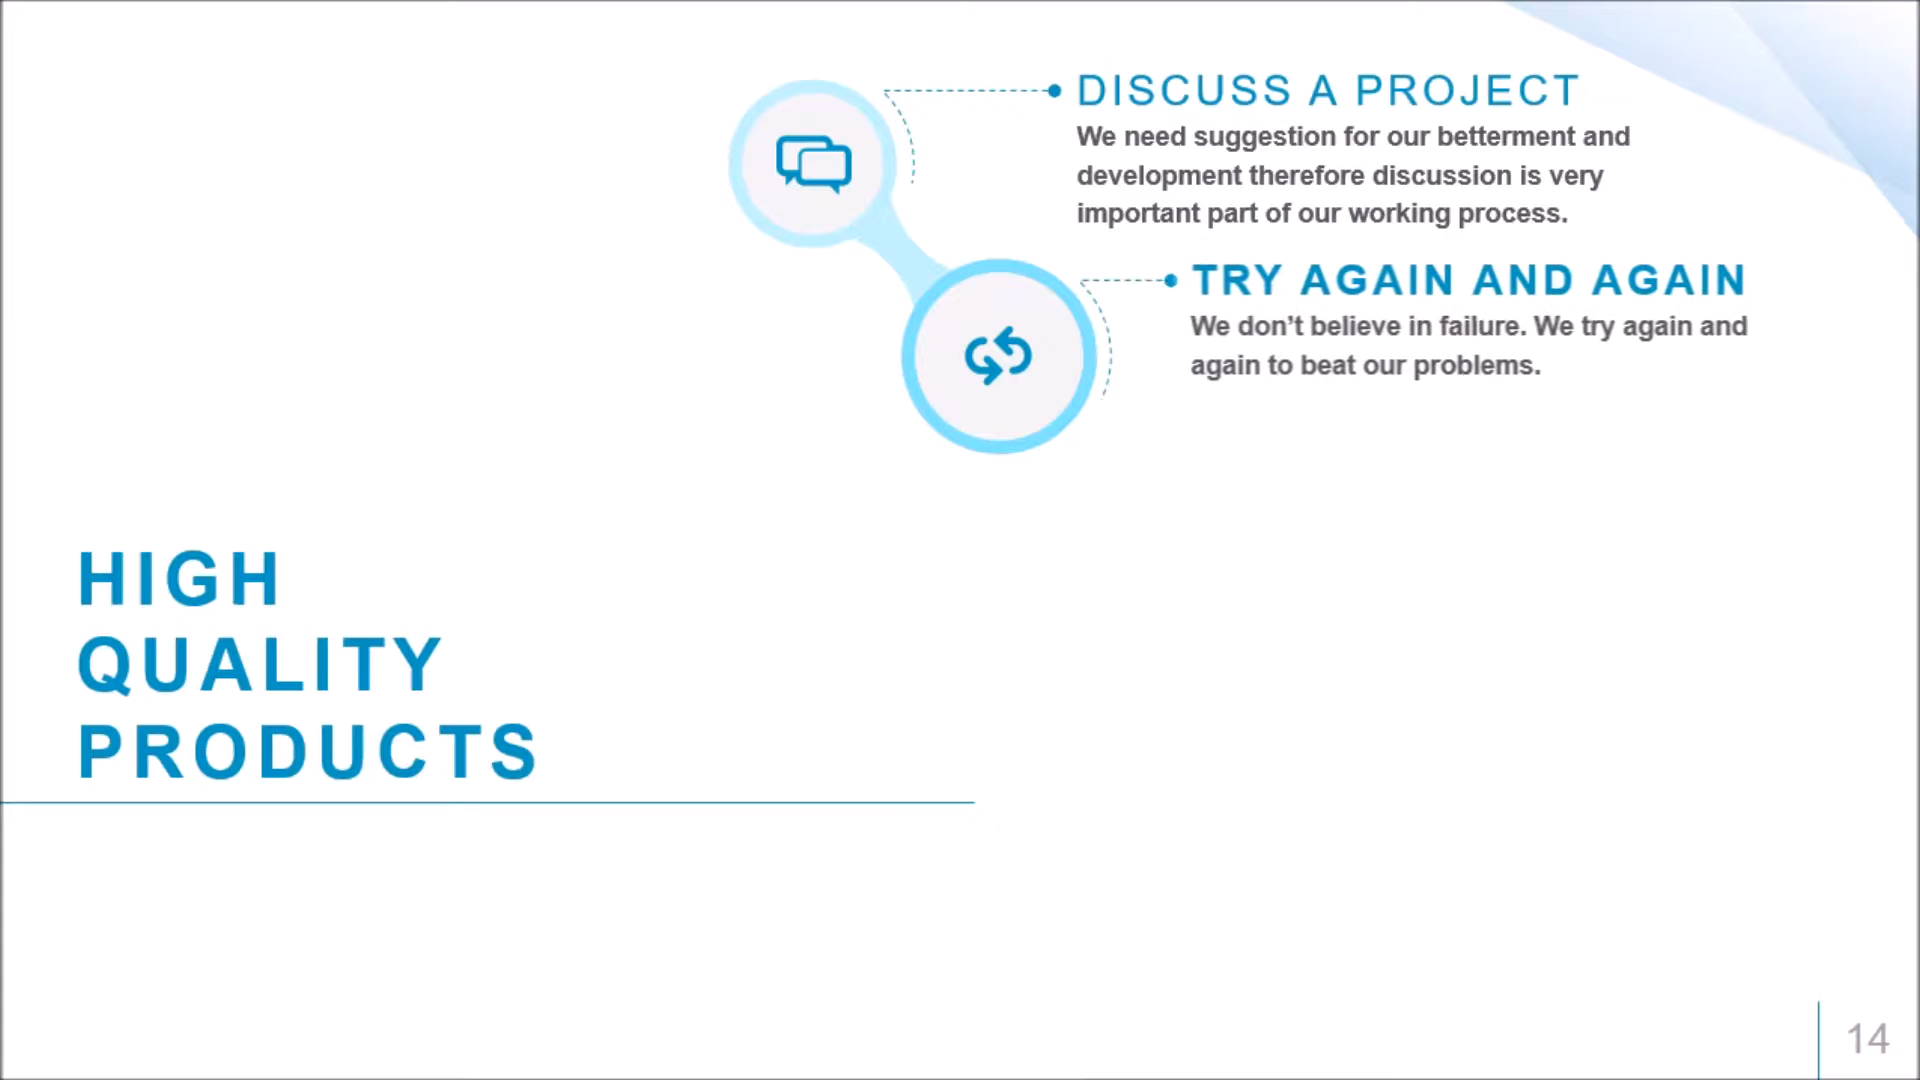 DISCUSS A PROJECT
We need suggestion for our betterment and
development therefore discussion is very
important part of our working process.
TRY AGAIN AND AGAIN
We don’t believe in failure. We try again and
again to beat our problems.
HIGH
QUALITY
PRODUCTS
14